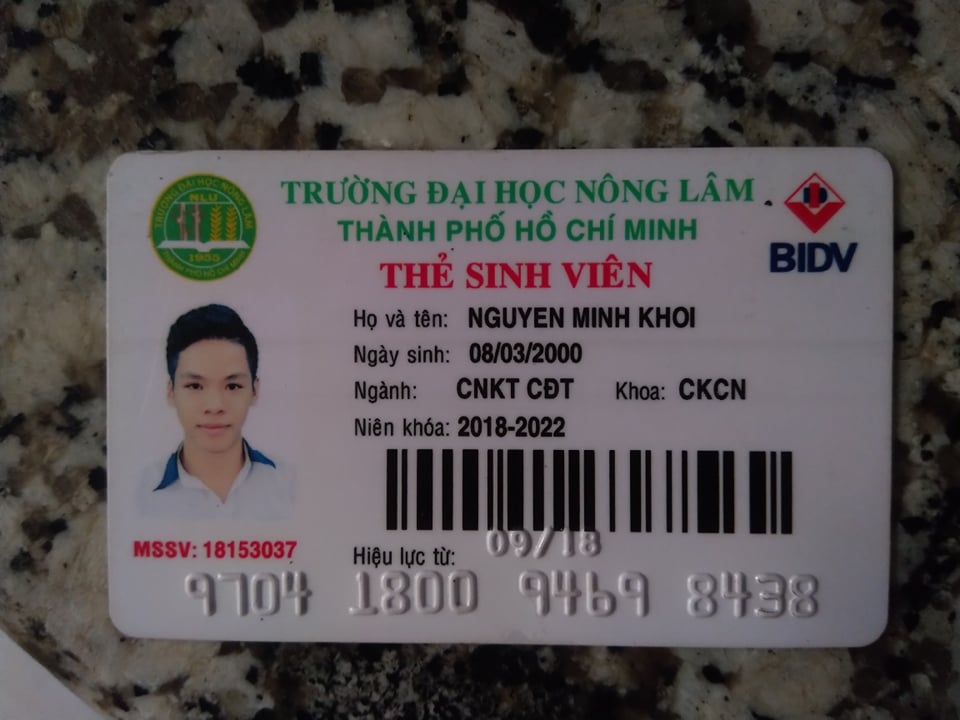 TRƯỜNG ĐẠI HỌC NÔNG LÂM
THÀNH PHỐ HỒ CHÍ MINH
NLU
1955
TRƯỜNG ĐẠI HỌC NÔNG LÂM
THÀNH PHỐ HỒ CHÍ MINH
BIDV
THẺ SINH VIÊN
Họ và tên: NGUYEN MINH KHOI
Ngày sinh: 08/03/2000
Ngành: CNKT CĐT Khoa: CKCN
Niên khóa: 2018-2022
MSSV: 18153037
Hiệu lực từ: 09/18
9704 1800 9469 8438